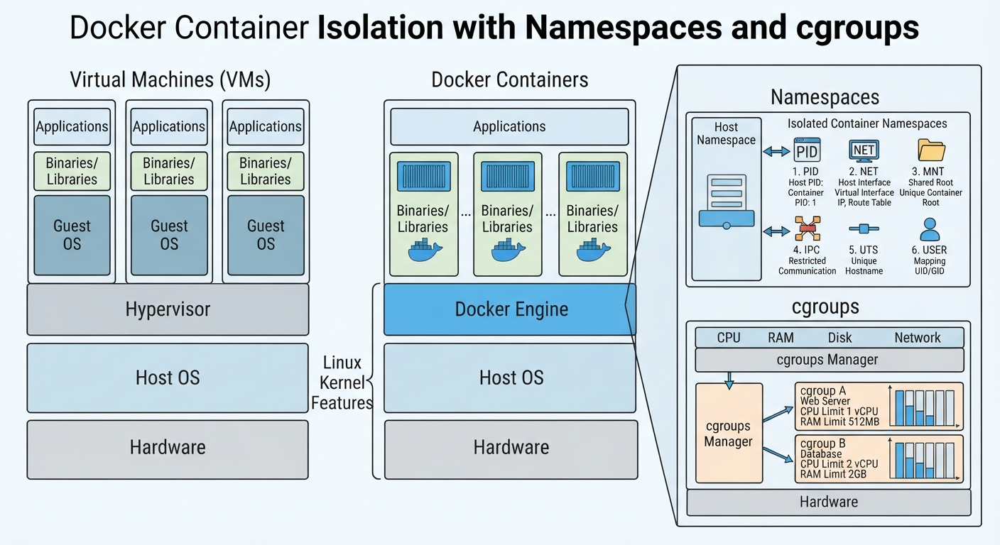 Docker Container Isolation with Namespaces and cgroups
Virtual Machines (VMs)
Applications
Binaries/
Libraries
Guest
OS
Applications
Binaries/
Libraries
Guest
OS
Applications
Binaries/
Libraries
Guest
OS
Hypervisor
Host OS
Hardware
Linux
Kernel
Features
Docker Containers
Applications
Binaries/
Libraries
...
Binaries/
Libraries
...
Binaries/
Libraries
Docker Engine
Host OS
Hardware
Namespaces
Host
Namespace
Isolated Container Namespaces
PID
1. PID
Host PID:
Centainer
PID: 1
NET
2. NET
Host Interface
Virtual Interface
IP, Route Table
3. MNT
Shared Root
Unique Container
Root
4. IPC
Restricted
Communication
5. UTS
Unique
Hostname
6. USER
Mapping
UID/GIO
cgroups
CPU RAM Disk Network
cgroups Manager
cgroups
Manager
cgroup A
Web Server
CPU Limit 1 vCPU
RAM Limit 512MB
cgroup B
Database
CPU Limit 2 vCPU
RAM Limit 2GB
Hardware